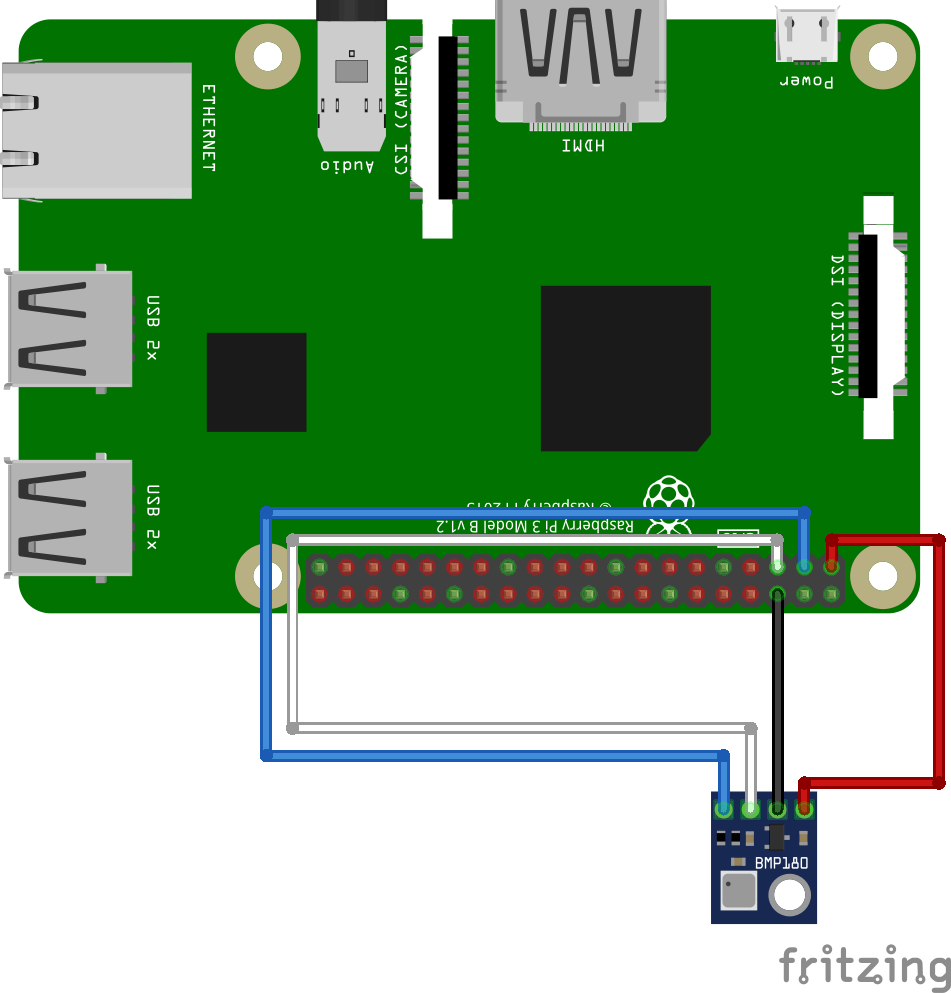 Power
HDMI
Audio
CSI (CAMERA)
ETHERNET
DSI (DISPLAY)
USB 2x
USB 2x
© Raspberry Pi 2015
Raspberry Pi 3 Model B v1.2
BMP180
fritzing